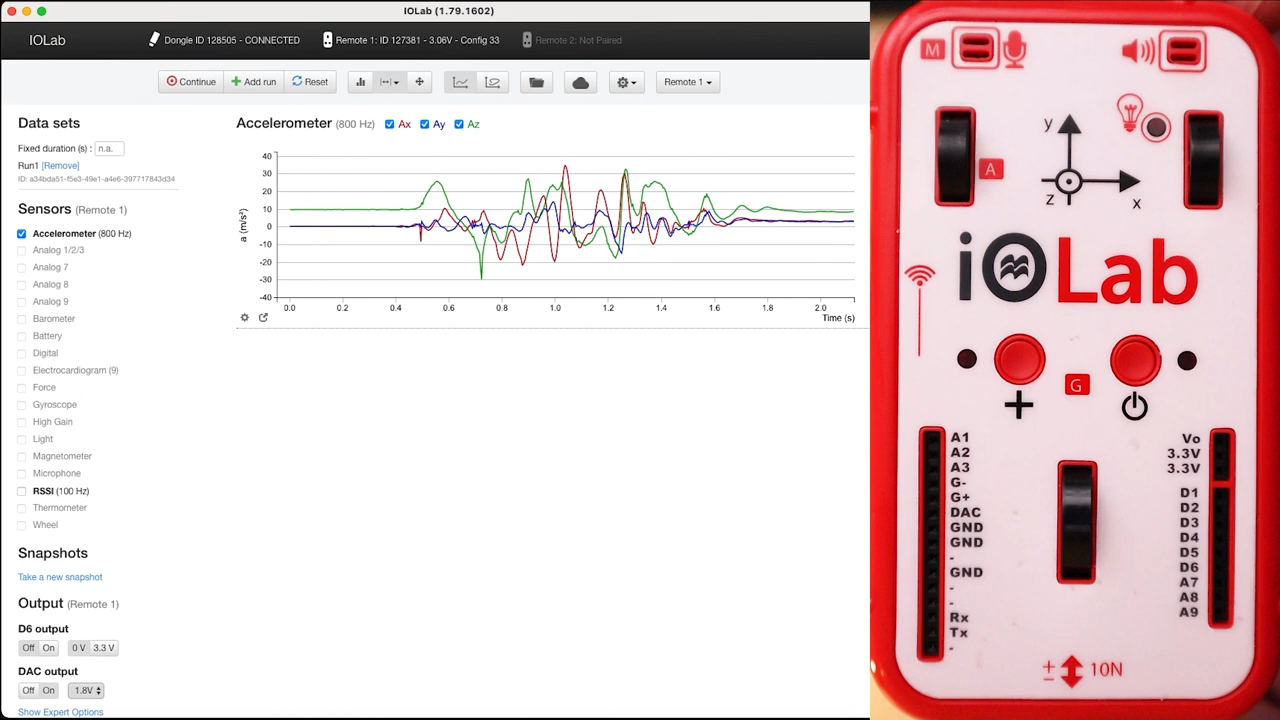 IOLab (1.79.1602)
IOLab
Dongle ID 128505 - CONNECTED
Remote 1: ID 127381 - 3.06V - Config 33
Remote 2: Not Paired
Continue
Add run
Reset
Remote 1
Data sets
Fixed duration (s) : n.a.
Run1 [Remove]
ID: a34bda51-f5e3-49e1-a4e6-397717843d34
Sensors (Remote 1)
Accelerometer (800 Hz)
Analog 1/2/3
Analog 7
Analog 8
Analog 9
Barometer
Battery
Digital
Electrocardiogram (9)
Force
Gyroscope
High Gain
Light
Magnetometer
Microphone
RSSI (100 Hz)
Thermometer
Wheel
Snapshots
Take a new snapshot
Output (Remote 1)
D6 output
Off On 0 V 3.3 V
DAC output
Off On 1.8V
Show Expert Options
Accelerometer (800 Hz) Ax Ay Az
a (m/s²)
40
30
20
10
0
-10
-20
-30
-40
0.0 0.2 0.4 0.6 0.8 1.0 1.2 1.4 1.6 1.8 2.0
Time (s)
M
A
y
z
x
iOLab
G
A1
A2
A3
G-
G+
DAC
GND
GND
-
GND
-
-
Rx
Tx
-
Vo
3.3V
3.3V
D1
D2
D3
D4
D5
D6
A7
A8
A9
± 10N